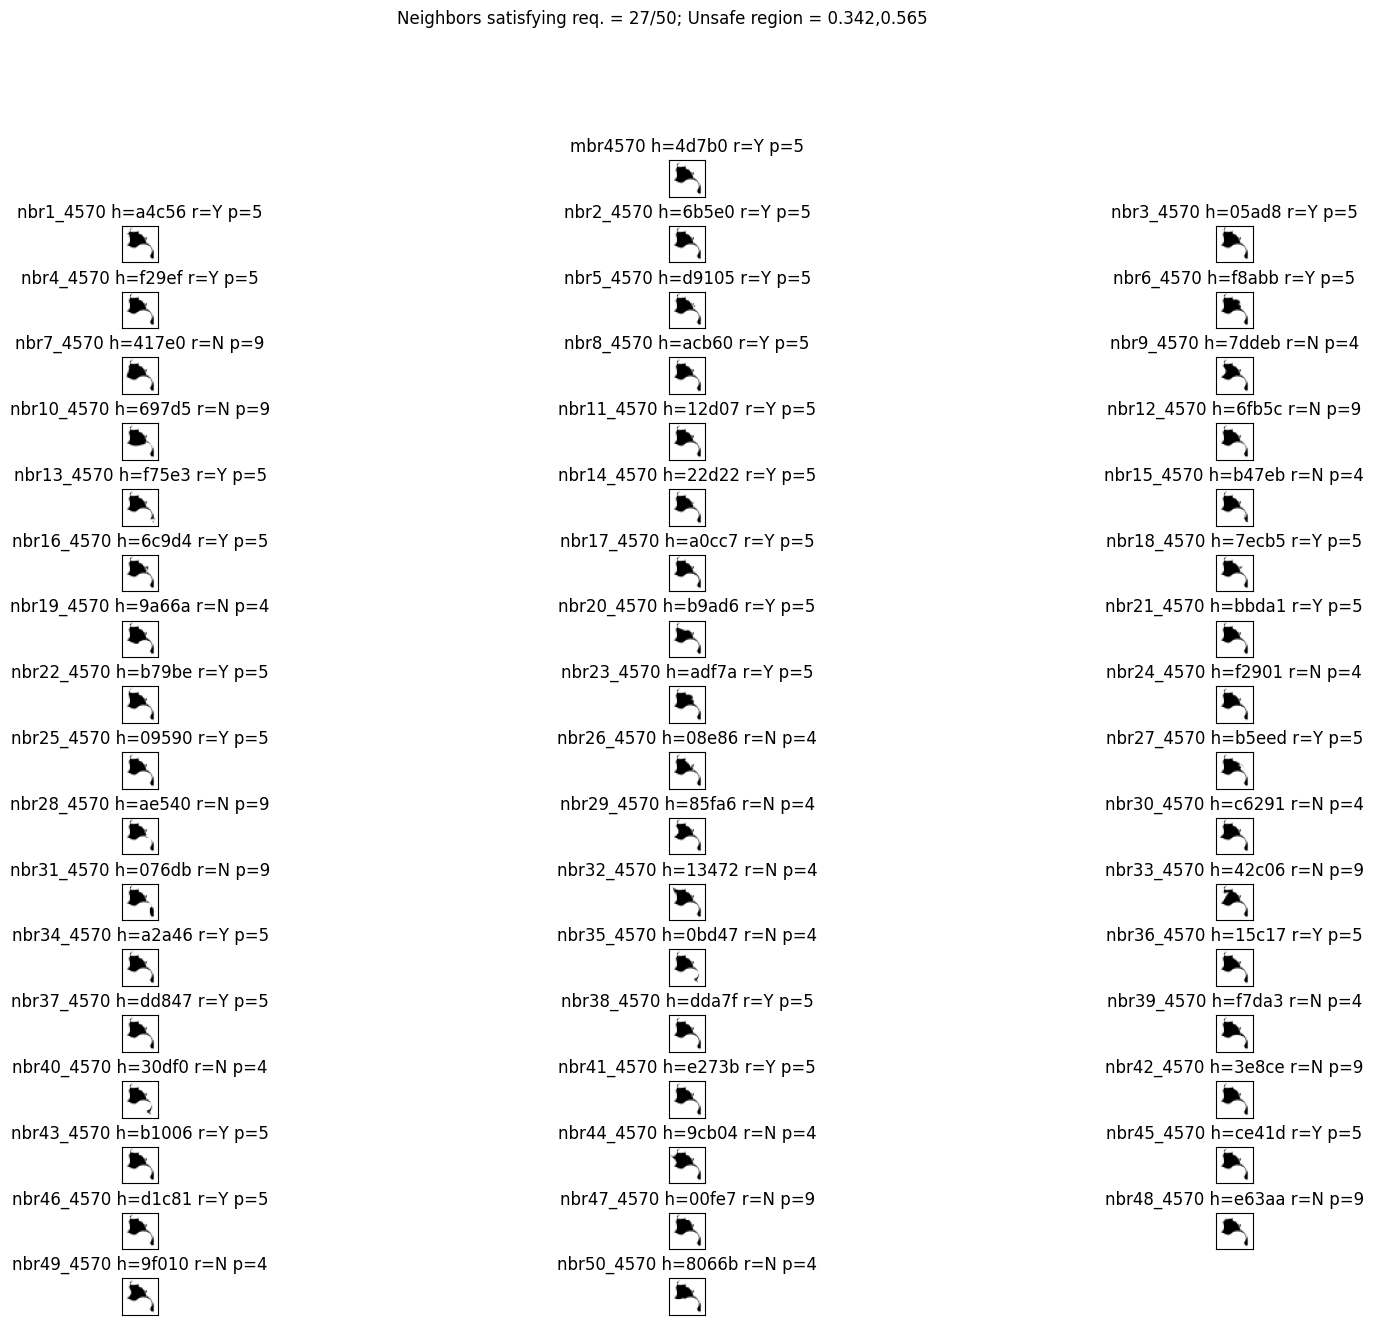 Neighbors satisfying req. = 27/50; Unsafe region = 0.342,0.565
mbr4570 h=4d7b0 r=Y p=5
nbr1_4570 h=a4c56 r=Y p=5 nbr2_4570 h=6b5e0 r=Y p=5 nbr3_4570 h=05ad8 r=Y p=5
nbr4_4570 h=f29ef r=Y p=5 nbr5_4570 h=d9105 r=Y p=5 nbr6_4570 h=f8abb r=Y p=5
nbr7_4570 h=417e0 r=N p=9 nbr8_4570 h=acb60 r=Y p=5 nbr9_4570 h=7ddeb r=N p=4
nbr10_4570 h=697d5 r=N p=9 nbr11_4570 h=12d07 r=Y p=5 nbr12_4570 h=6fb5c r=N p=9
nbr13_4570 h=f75e3 r=Y p=5 nbr14_4570 h=22d22 r=Y p=5 nbr15_4570 h=b47eb r=N p=4
nbr16_4570 h=6c9d4 r=Y p=5 nbr17_4570 h=a0cc7 r=Y p=5 nbr18_4570 h=7ecb5 r=Y p=5
nbr19_4570 h=9a66a r=N p=4 nbr20_4570 h=b9ad6 r=Y p=5 nbr21_4570 h=bbda1 r=Y p=5
nbr22_4570 h=b79be r=Y p=5 nbr23_4570 h=adf7a r=Y p=5 nbr24_4570 h=f2901 r=N p=4
nbr25_4570 h=09590 r=Y p=5 nbr26_4570 h=08e86 r=N p=4 nbr27_4570 h=b5eed r=Y p=5
nbr28_4570 h=ae540 r=N p=9 nbr29_4570 h=85fa6 r=N p=4 nbr30_4570 h=c6291 r=N p=4
nbr31_4570 h=076db r=N p=9 nbr32_4570 h=13472 r=N p=4 nbr33_4570 h=42c06 r=N p=9
nbr34_4570 h=a2a46 r=Y p=5 nbr35_4570 h=0bd47 r=N p=4 nbr36_4570 h=15c17 r=Y p=5
nbr37_4570 h=dd847 r=Y p=5 nbr38_4570 h=dda7f r=Y p=5 nbr39_4570 h=f7da3 r=N p=4
nbr40_4570 h=30df0 r=N p=4 nbr41_4570 h=e273b r=Y p=5 nbr42_4570 h=3e8ce r=N p=9
nbr43_4570 h=b1006 r=Y p=5 nbr44_4570 h=9cb04 r=N p=4 nbr45_4570 h=ce41d r=Y p=5
nbr46_4570 h=d1c81 r=Y p=5 nbr47_4570 h=00fe7 r=N p=9 nbr48_4570 h=e63aa r=N p=9
nbr49_4570 h=9f010 r=N p=4 nbr50_4570 h=8066b r=N p=4